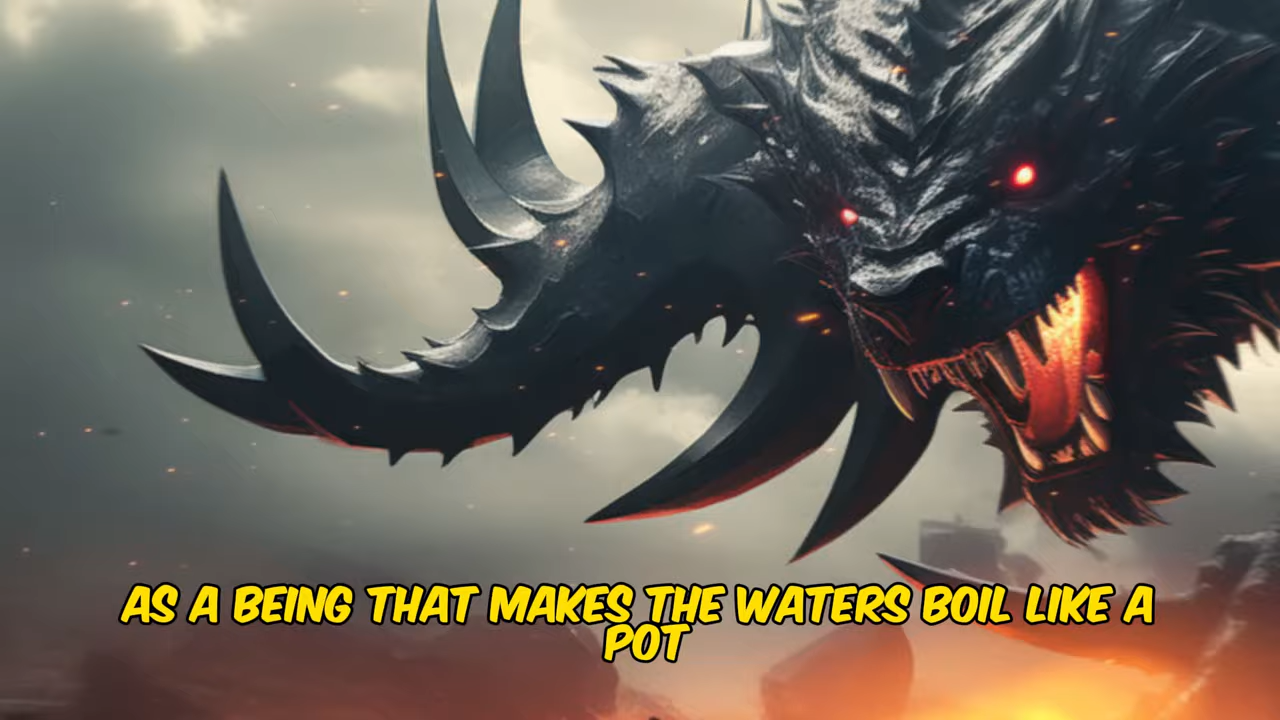 AS A BEING THAT MAKES THE WATERS BOIL LIKE A
POT